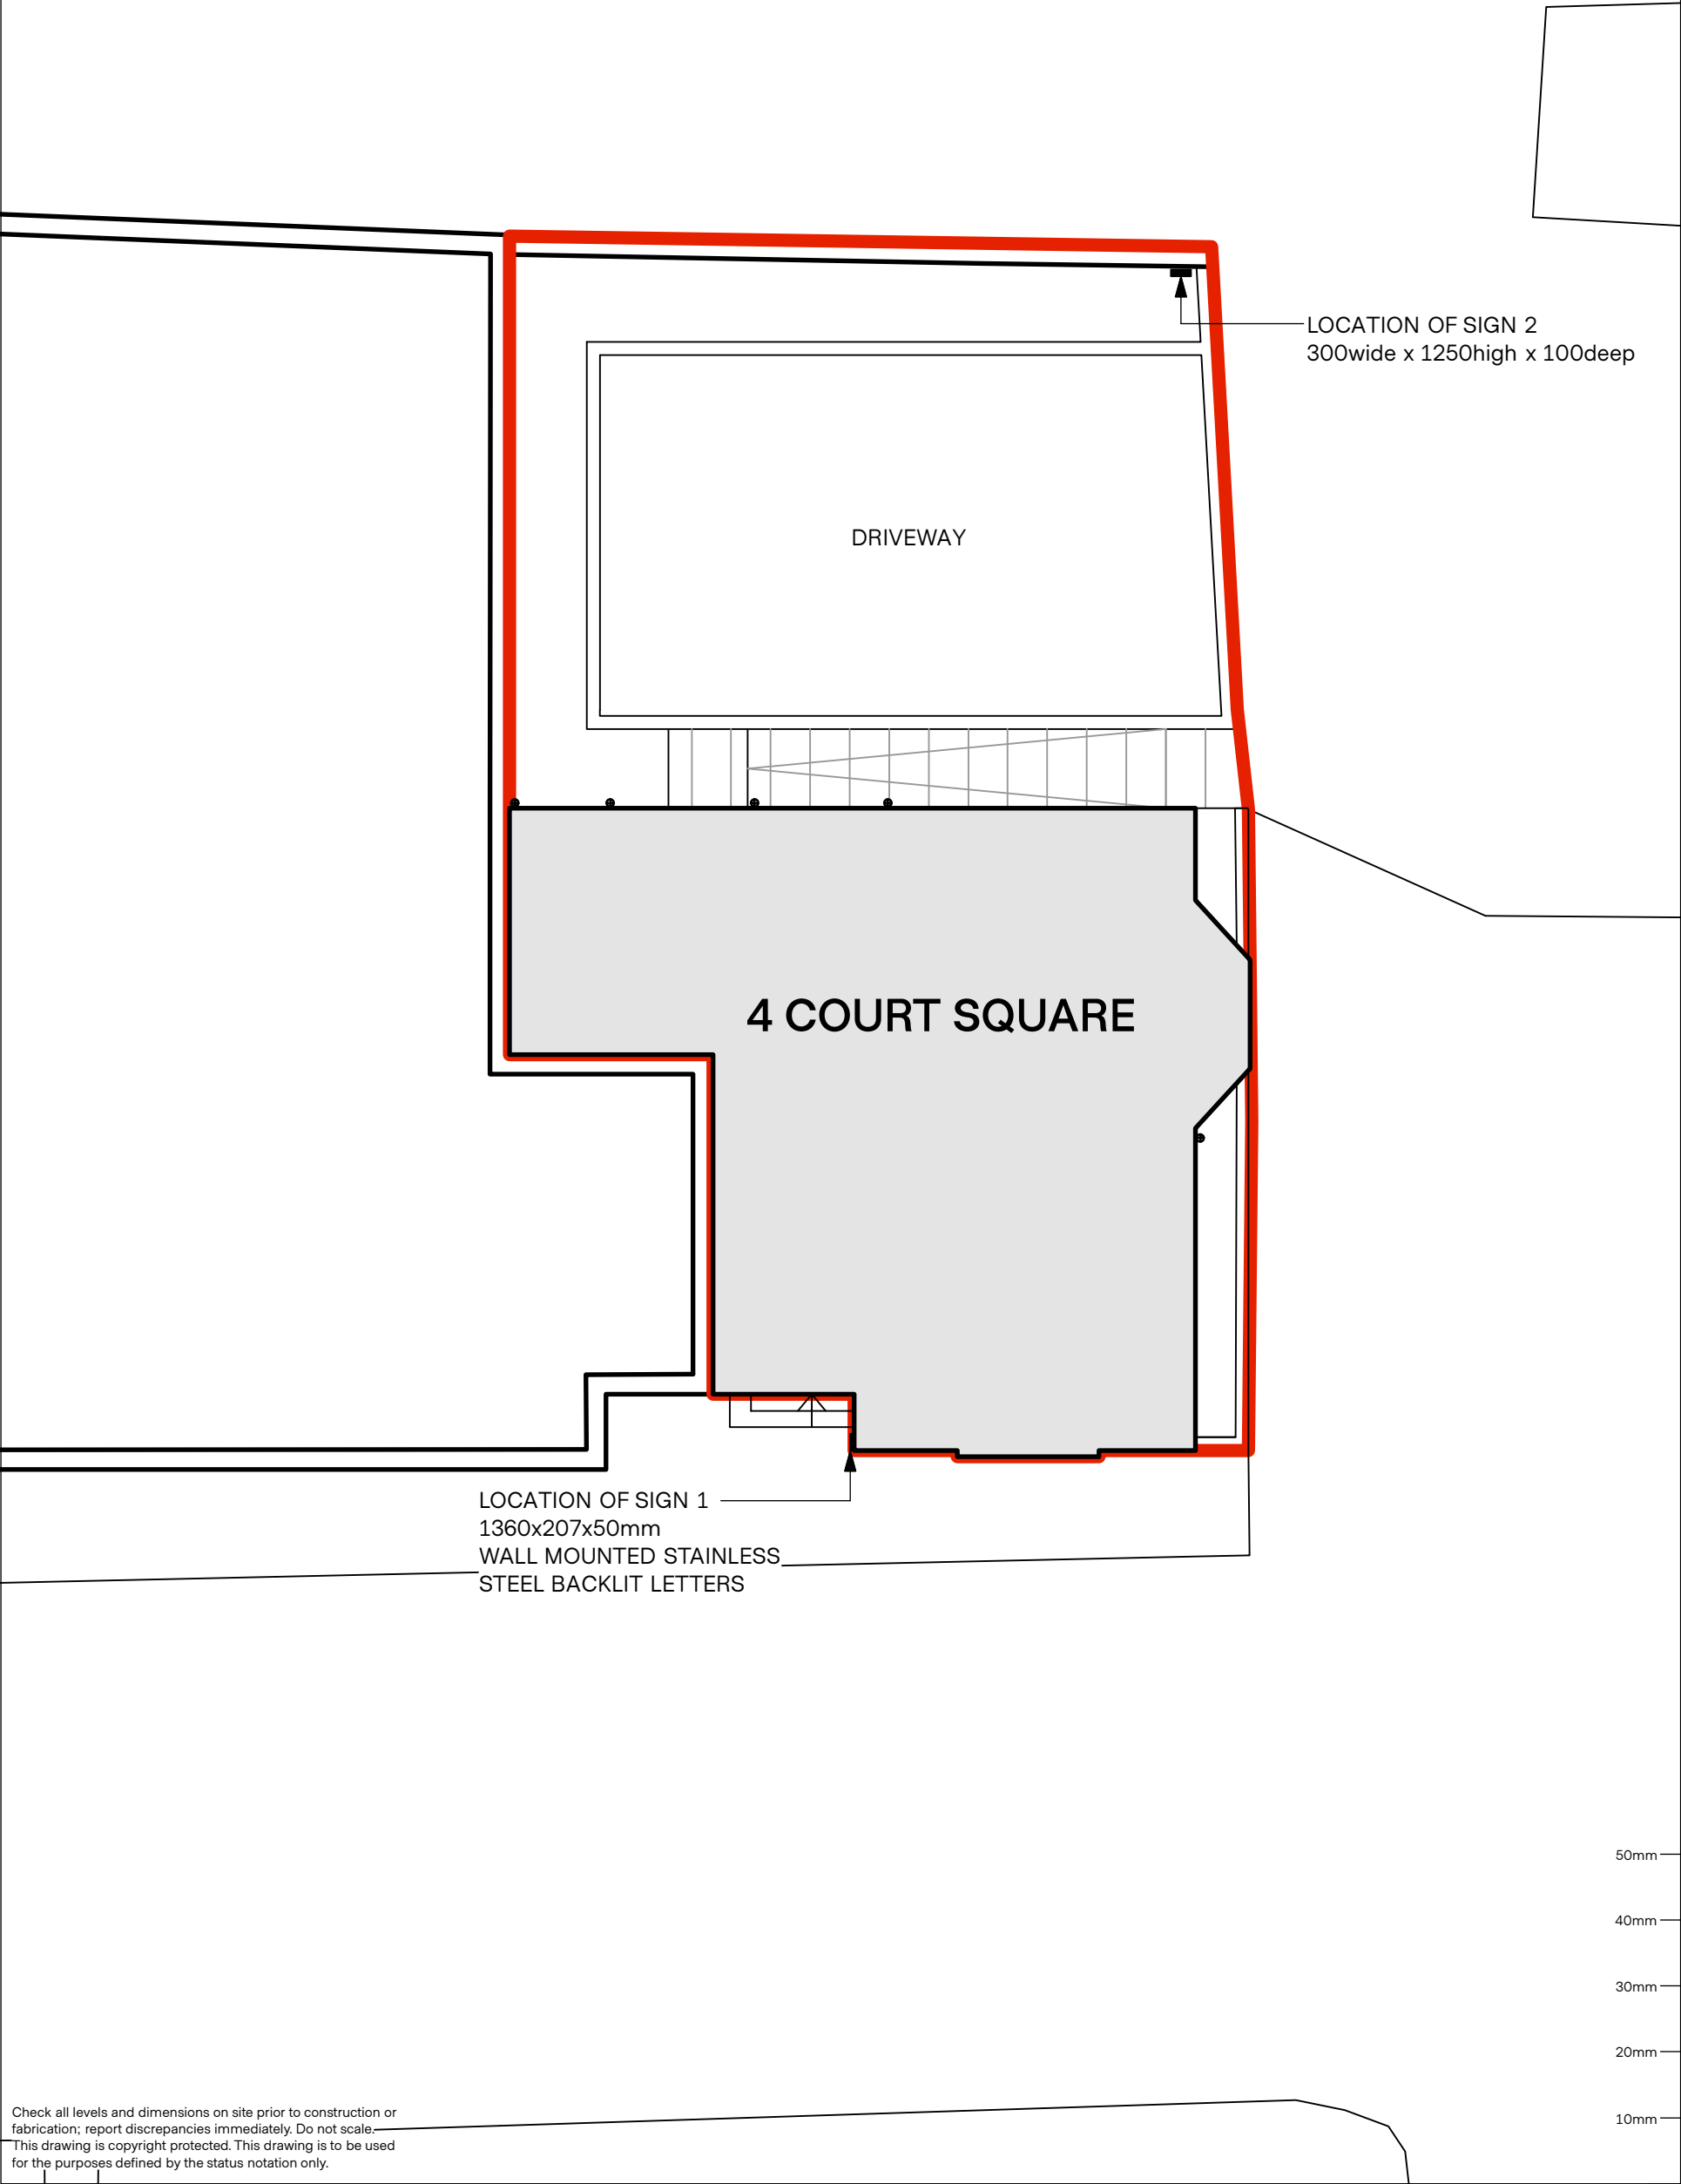 LOCATION OF SIGN 2
300wide x 1250high x 100deep
DRIVEWAY
4 COURT SQUARE
LOCATION OF SIGN 1
1360x207x50mm
WALL MOUNTED STAINLESS
STEEL BACKLIT LETTERS
50mm
40mm
30mm
20mm
10mm
Check all levels and dimensions on site prior to construction or
fabrication; report discrepancies immediately. Do not scale.
This drawing is copyright protected. This drawing is to be used
for the purposes defined by the status notation only.